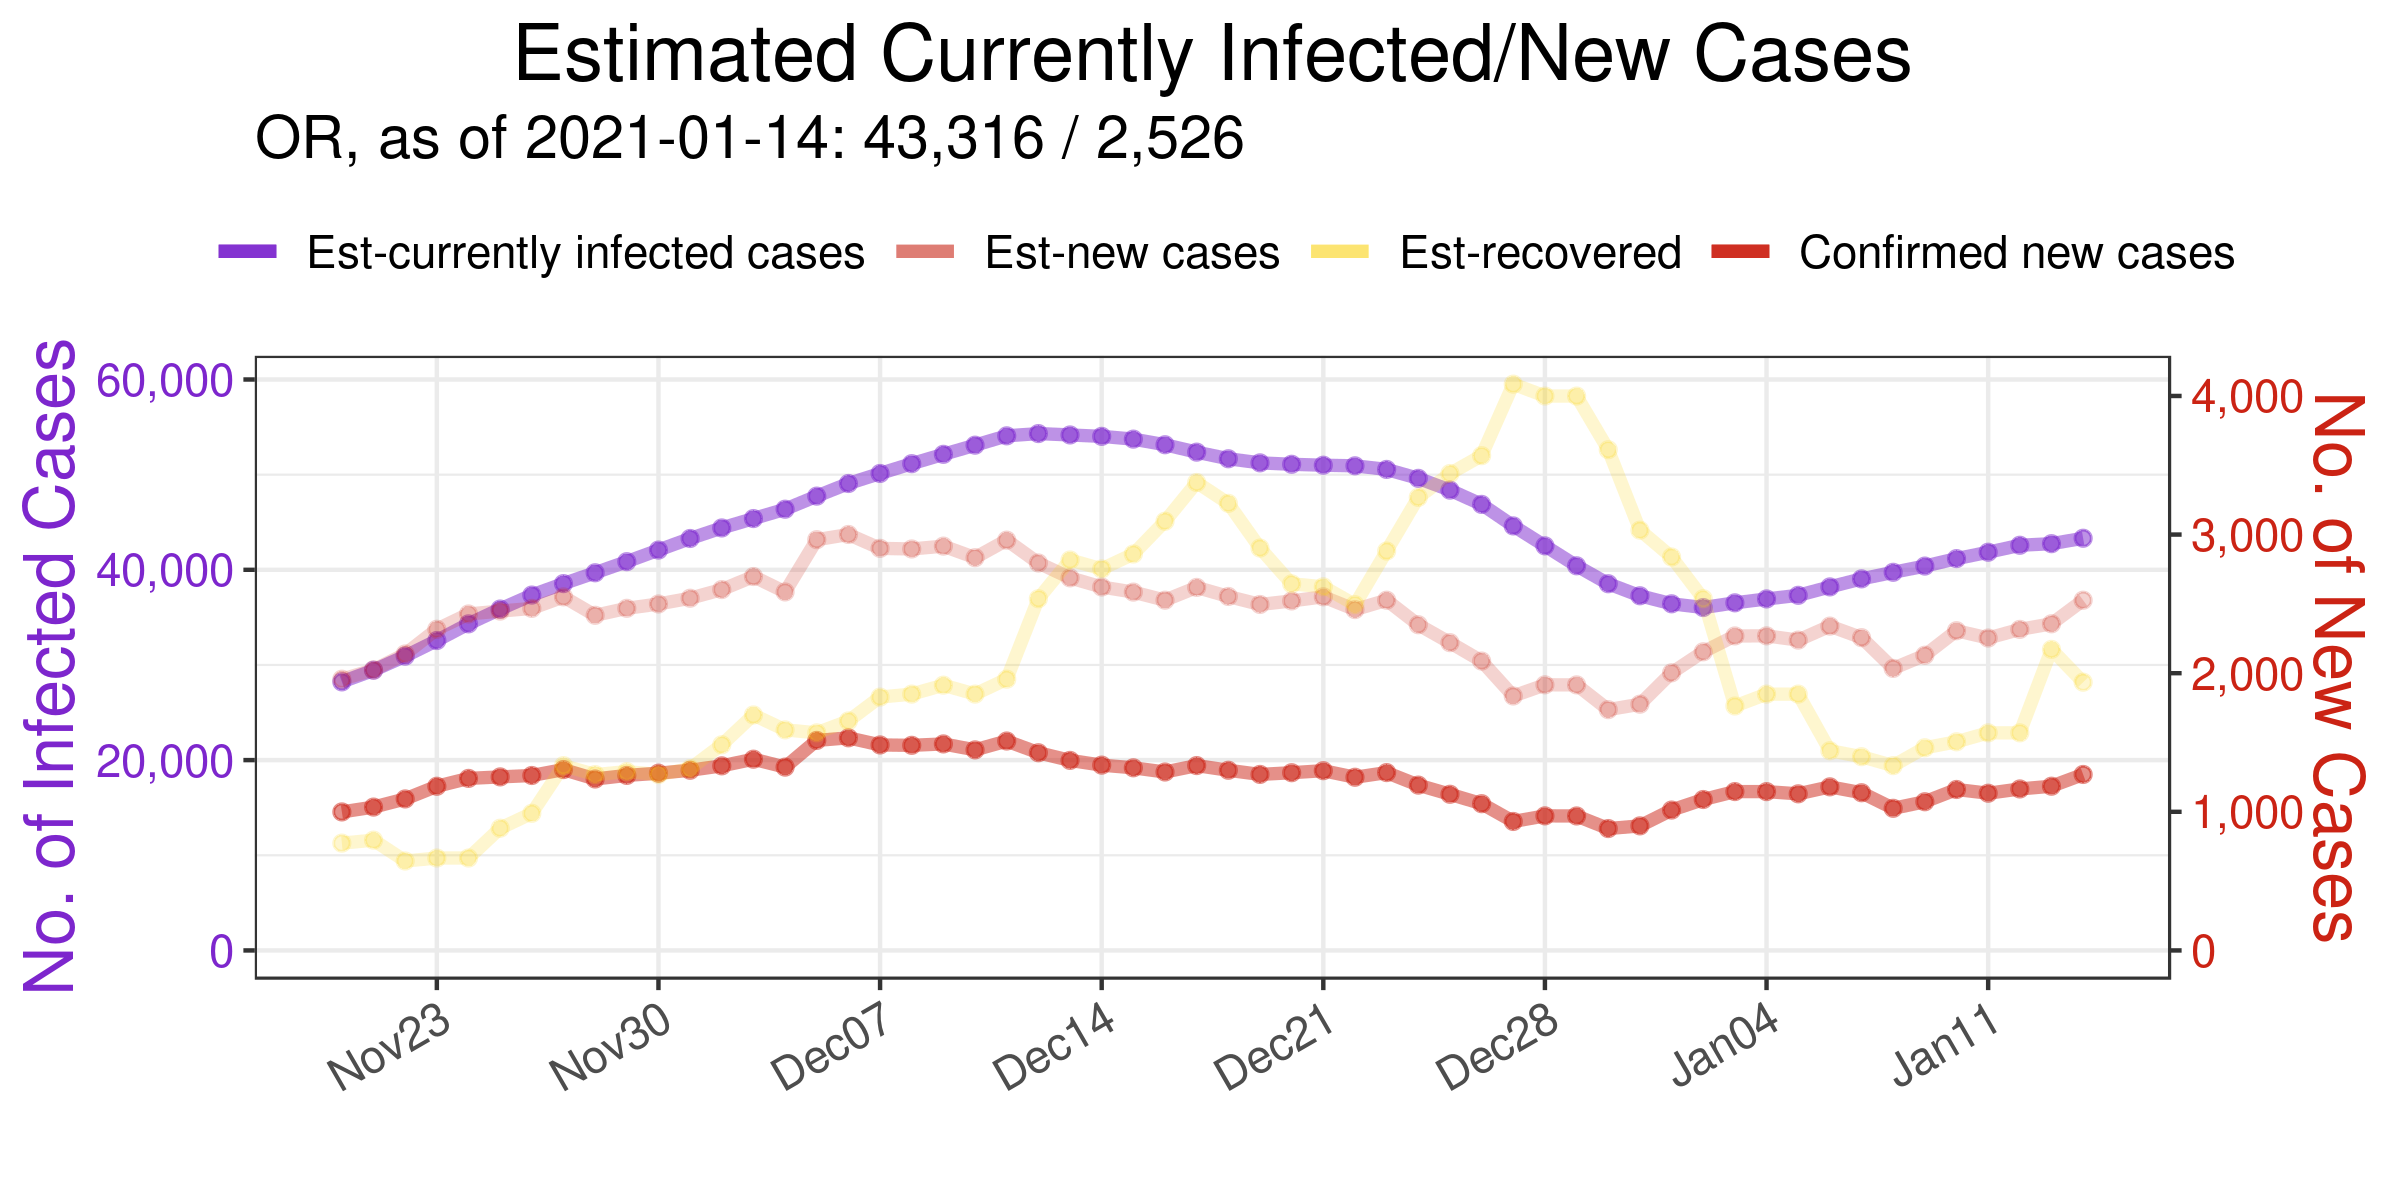 Estimated Currently Infected/New Cases
OR, as of 2021-01-14: 43,316 / 2,526
Est-currently infected cases Est-new cases Est-recovered Confirmed new cases
No. of Infected Cases
60,000
40,000
20,000
0
4,000
3,000
2,000
1,000
0
No. of New Cases
Nov23 Nov30 Dec07 Dec14 Dec21 Dec28 Jan04 Jan11